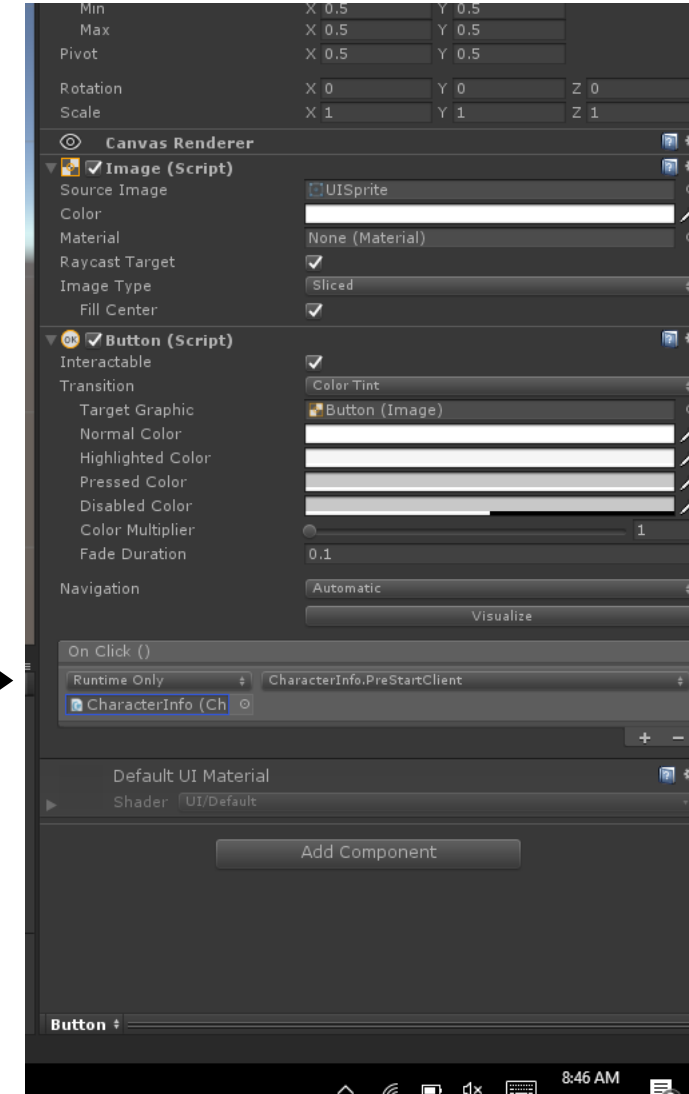 Min X 0.5 Y 0.5
Max X 0.5 Y 0.5
Pivot X 0.5 Y 0.5
Rotation X 0 Y 0 Z 0
Scale X 1 Y 1 Z 1
Canvas Renderer
Image (Script)
Source Image UISprite
Color
Material None (Material)
Raycast Target
Image Type Sliced
Fill Center
OK Button (Script)
Interactable
Transition Color Tint
Target Graphic Button (Image)
Normal Color
Highlighted Color
Pressed Color
Disabled Color
Color Multiplier 1
Fade Duration 0.1
Navigation Automatic
Visualize
On Click ()
Runtime Only CharacterInfo.PreStartClient
CharacterInfo (Ch
+ −
Default UI Material
Shader UI/Default
Add Component
Button
8:46 AM